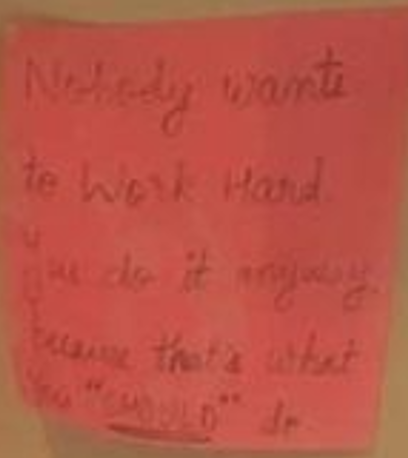 Nobody wants
to Work Hard.
You do it anyway.
because that's what
You "SHOULD" do